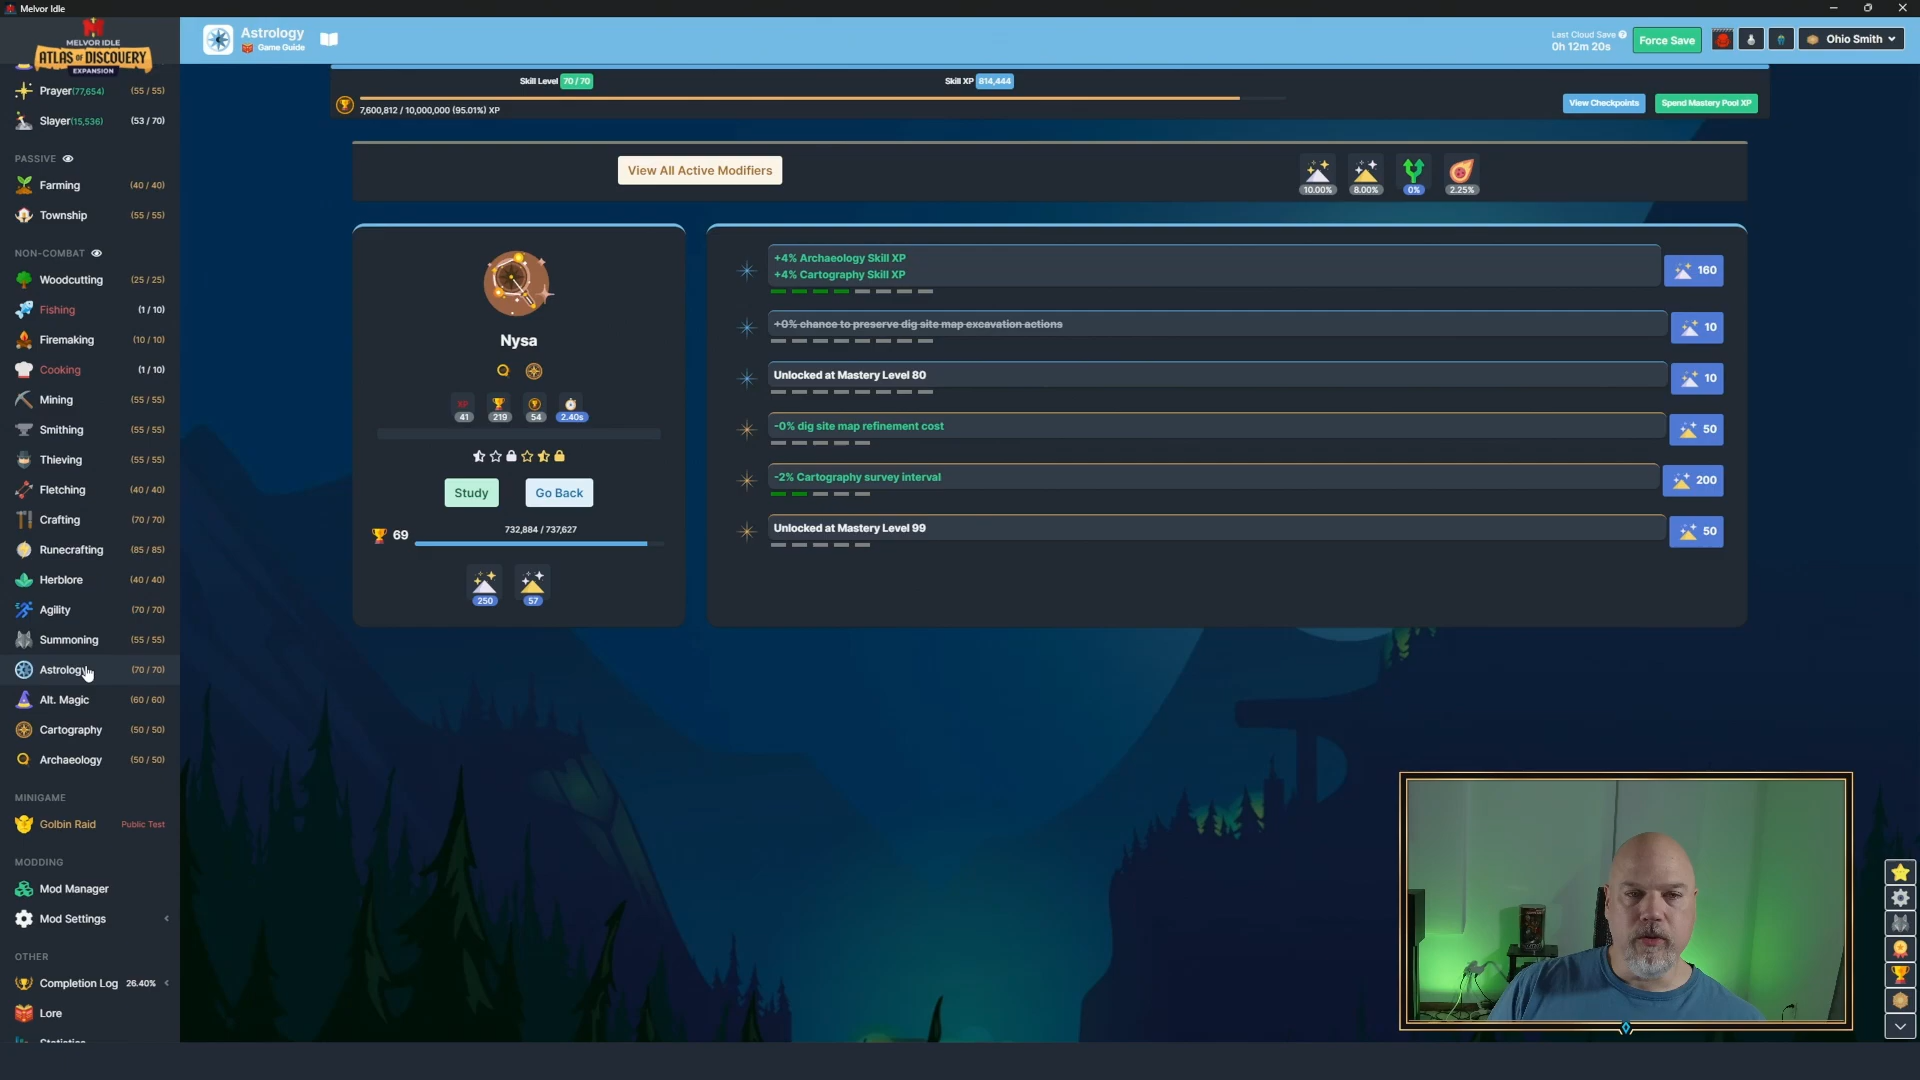 Melvor Idle
MELVOR IDLE
ATLAS OF DISCOVERY
EXPANSION
Prayer(77,654) (55 / 55)
Slayer(15,536) (53 / 70)
PASSIVE
Farming (40 / 40)
Township (55 / 55)
NON-COMBAT
Woodcutting (25 / 25)
Fishing (1 / 10)
Firemaking (10 / 10)
Cooking (1 / 10)
Mining (55 / 55)
Smithing (55 / 55)
Thieving (55 / 55)
Fletching (40 / 40)
Crafting (70 / 70)
Runecrafting (85 / 85)
Herblore (40 / 40)
Agility (70 / 70)
Summoning (55 / 55)
Astrology (70 / 70)
Alt. Magic (60 / 60)
Cartography (50 / 50)
Archaeology (50 / 50)
MINIGAME
Golbin Raid Public Test
MODDING
Mod Manager
Mod Settings
OTHER
Completion Log 26.40%
Lore
Statistics
Astrology
Game Guide
Last Cloud Save
0h 12m 20s
Force Save
Ohio Smith
Skill Level 70 / 70
Skill XP 814,444
7,600,812 / 10,000,000 (95.01%) XP
View Checkpoints
Spend Mastery Pool XP
View All Active Modifiers
10.00% 8.00% 0% 2.25%
Nysa
XP
41 219 54 2.40s
Study
Go Back
732,884 / 737,627
69
250 57
+4% Archaeology Skill XP
+4% Cartography Skill XP
160
+0% chance to preserve dig site map excavation actions
10
Unlocked at Mastery Level 80
10
-0% dig site map refinement cost
50
-2% Cartography survey interval
200
Unlocked at Mastery Level 99
50